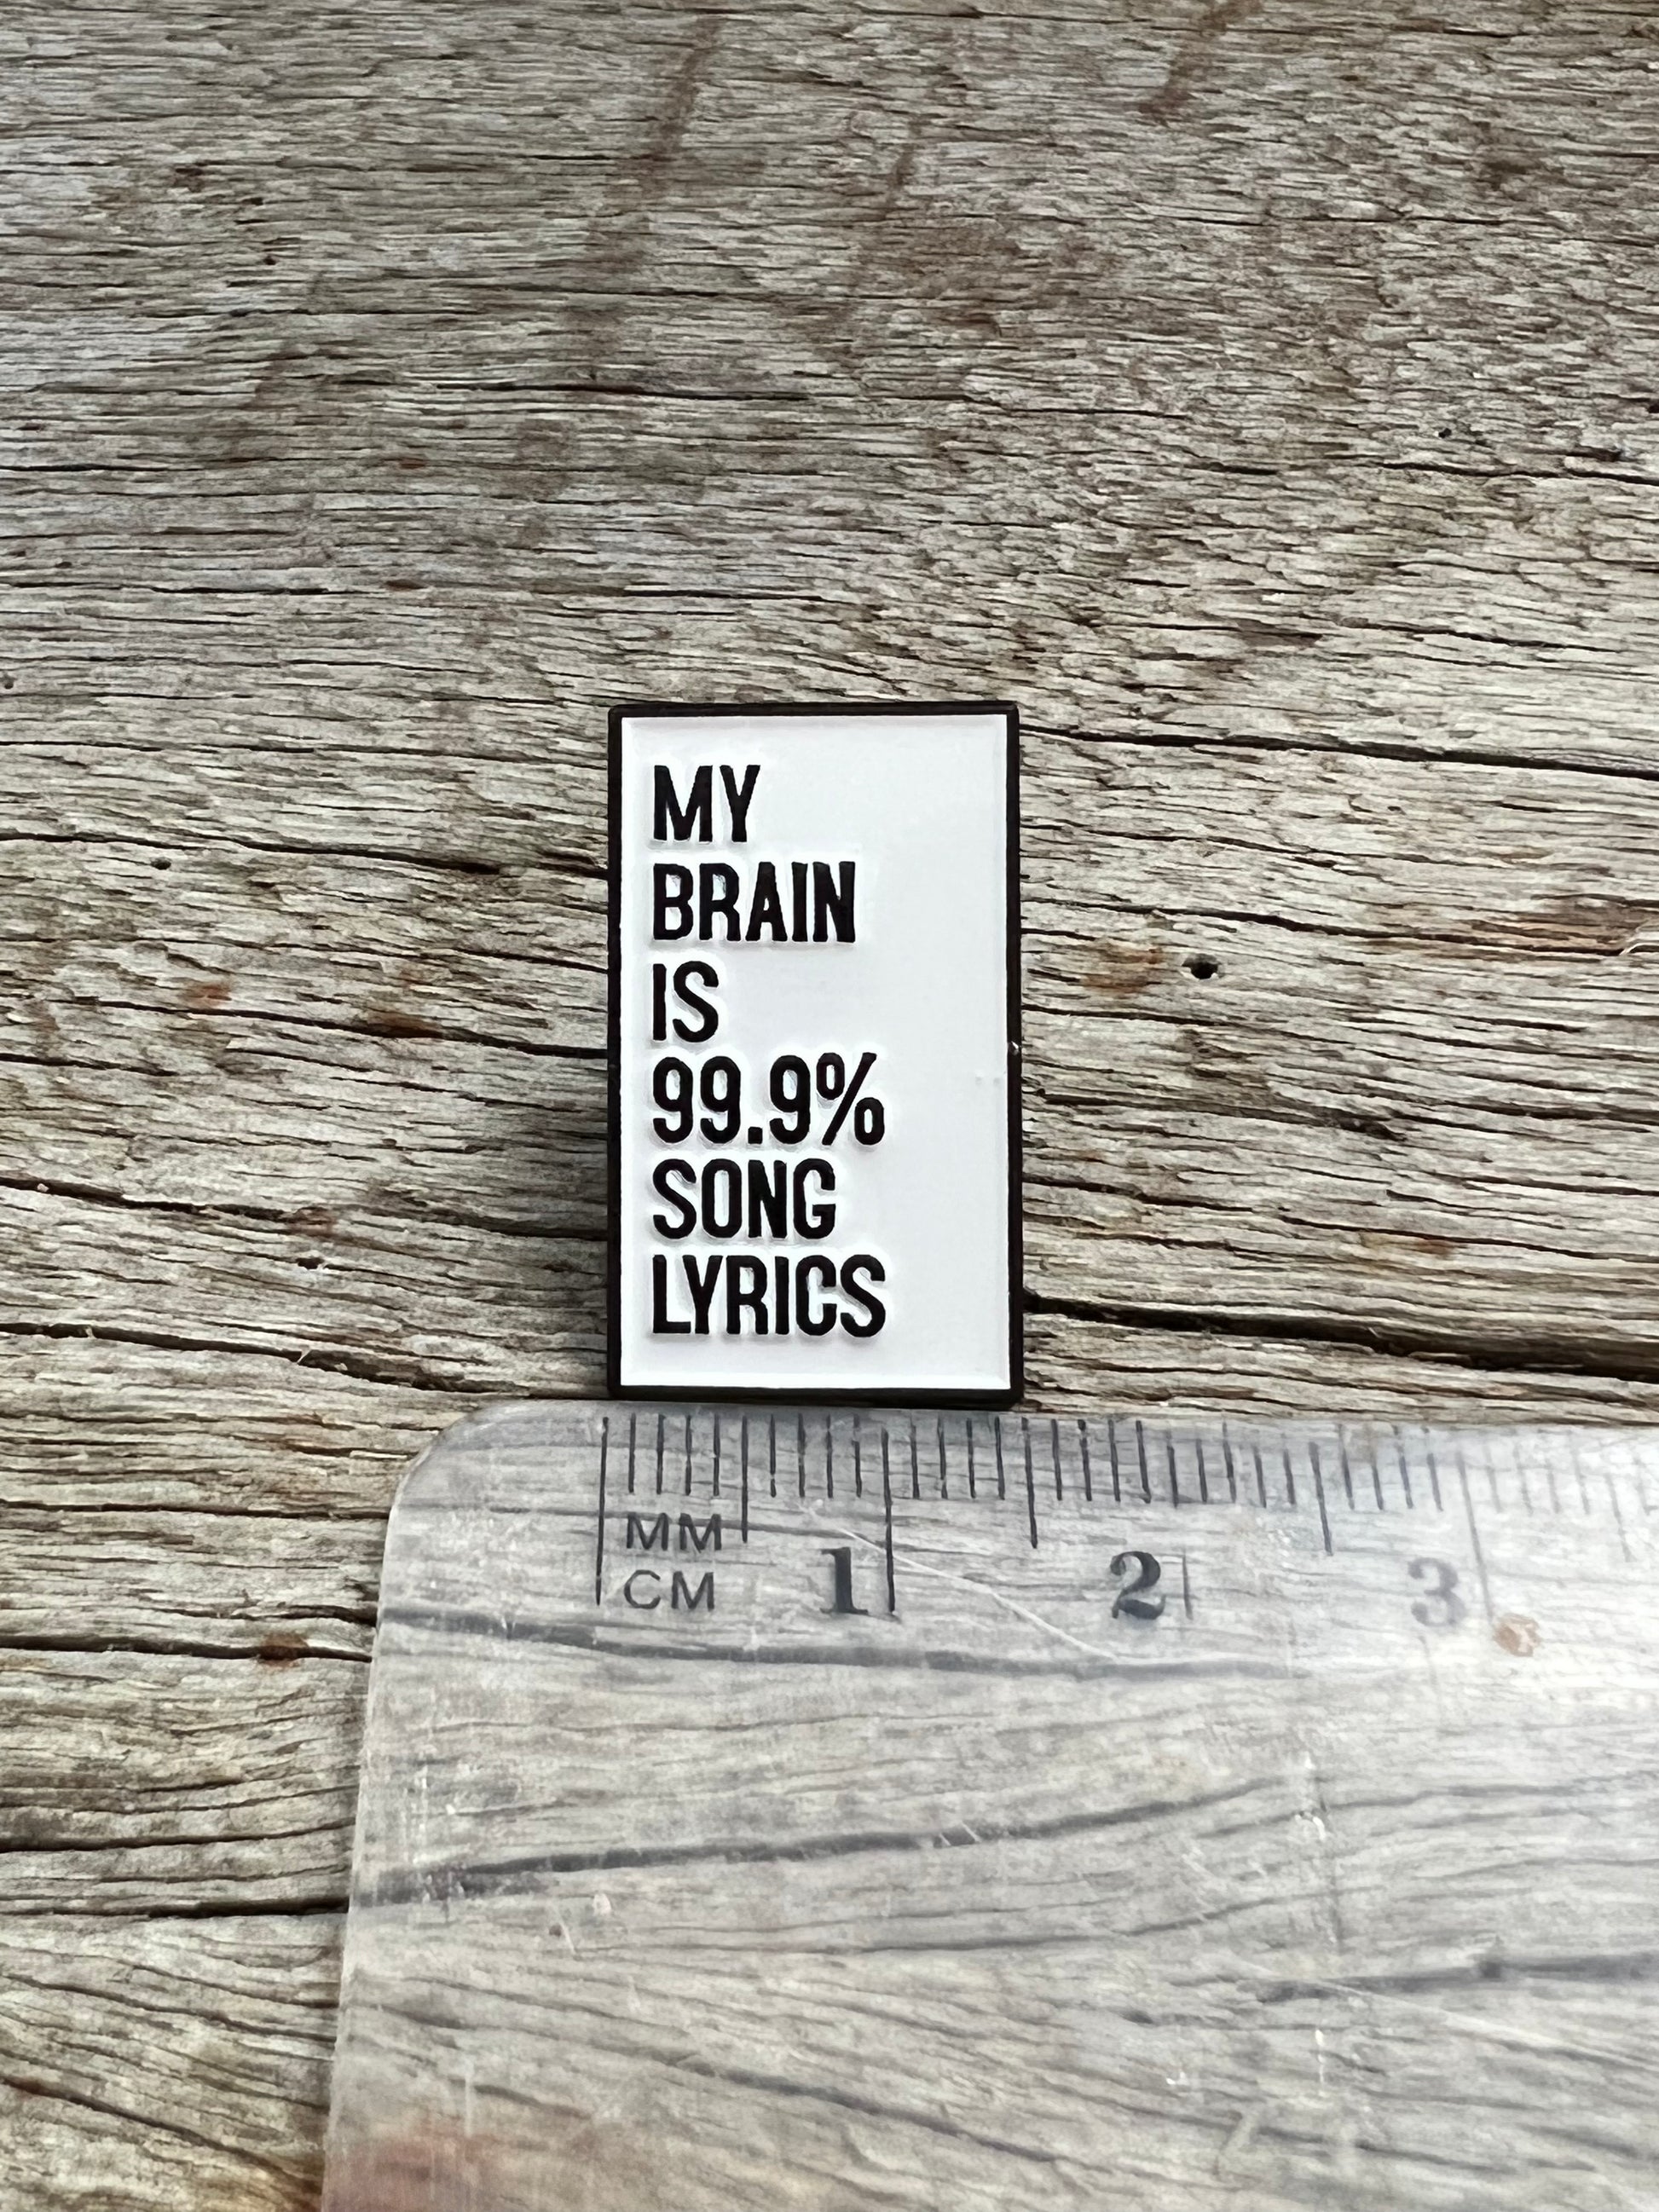 MY
BRAIN
IS
99.9%
SONG
LYRICS
MM
CM
1 2 3